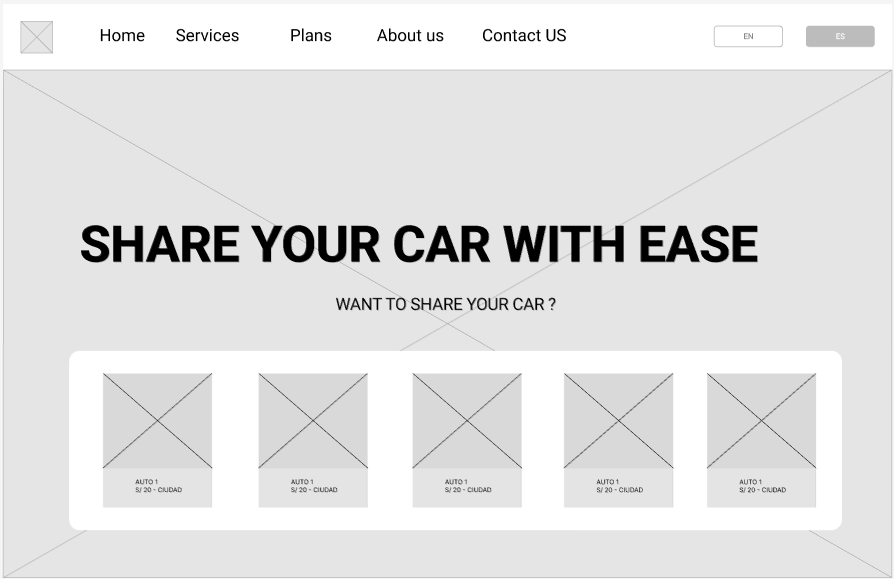 Home Services Plans About us Contact US EN ES
SHARE YOUR CAR WITH EASE
WANT TO SHARE YOUR CAR ?
AUTO 1
S/ 20 - CIUDAD
AUTO 1
S/ 20 - CIUDAD
AUTO 1
S/ 20 - CIUDAD
AUTO 1
S/ 20 - CIUDAD
AUTO 1
S/ 20 - CIUDAD